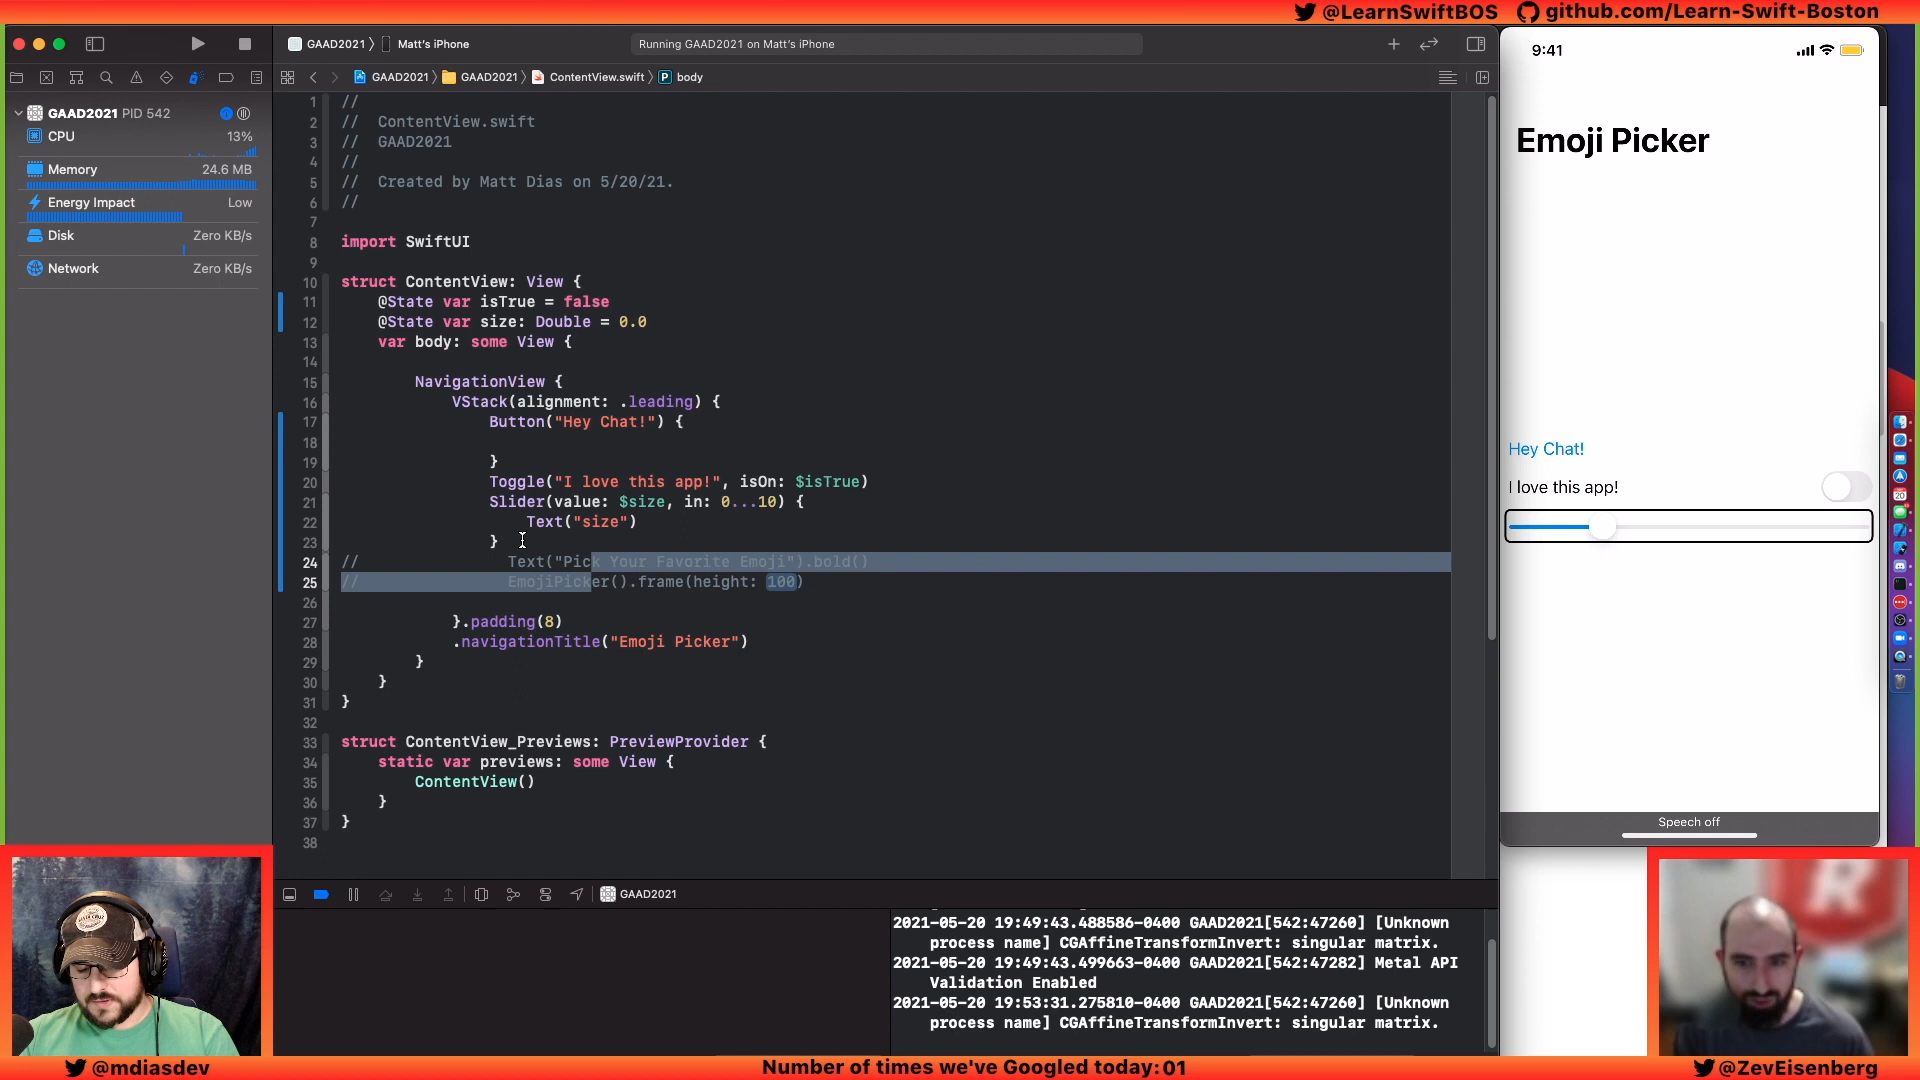 @LearnSwiftBOS github.com/Learn-Swift-Boston
GAAD2021 〉 Matt's iPhone
Running GAAD2021 on Matt's iPhone
GAAD2021 〉 GAAD2021 〉 ContentView.swift 〉 P body
GAAD2021 PID 542
CPU 13%
Memory 24.6 MB
Energy Impact Low
Disk Zero KB/s
Network Zero KB/s
1 //
2 //  ContentView.swift
3 //  GAAD2021
4 //
5 //  Created by Matt Dias on 5/20/21.
6 //
7
8 import SwiftUI
9
10 struct ContentView: View {
11     @State var isTrue = false
12     @State var size: Double = 0.0
13     var body: some View {
14
15         NavigationView {
16             VStack(alignment: .leading) {
17                 Button("Hey Chat!") {
18
19                 }
20                 Toggle("I love this app!", isOn: $isTrue)
21                 Slider(value: $size, in: 0...10) {
22                     Text("size")
23                 }
24 //                Text("Pick Your Favorite Emoji").bold()
25 //                EmojiPicker().frame(height: 100)
26
27             }.padding(8)
28             .navigationTitle("Emoji Picker")
29         }
30     }
31 }
32
33 struct ContentView_Previews: PreviewProvider {
34     static var previews: some View {
35         ContentView()
36     }
37 }
38
GAAD2021
2021-05-20 19:49:43.488586-0400 GAAD2021[542:47260] [Unknown
process name] CGAffineTransformInvert: singular matrix.
2021-05-20 19:49:43.499663-0400 GAAD2021[542:47282] Metal API
Validation Enabled
2021-05-20 19:53:31.275810-0400 GAAD2021[542:47260] [Unknown
process name] CGAffineTransformInvert: singular matrix.
9:41
Emoji Picker
Hey Chat!
I love this app!
Speech off
@mdiasdev
Number of times we've Googled today: 01
@ZevEisenberg